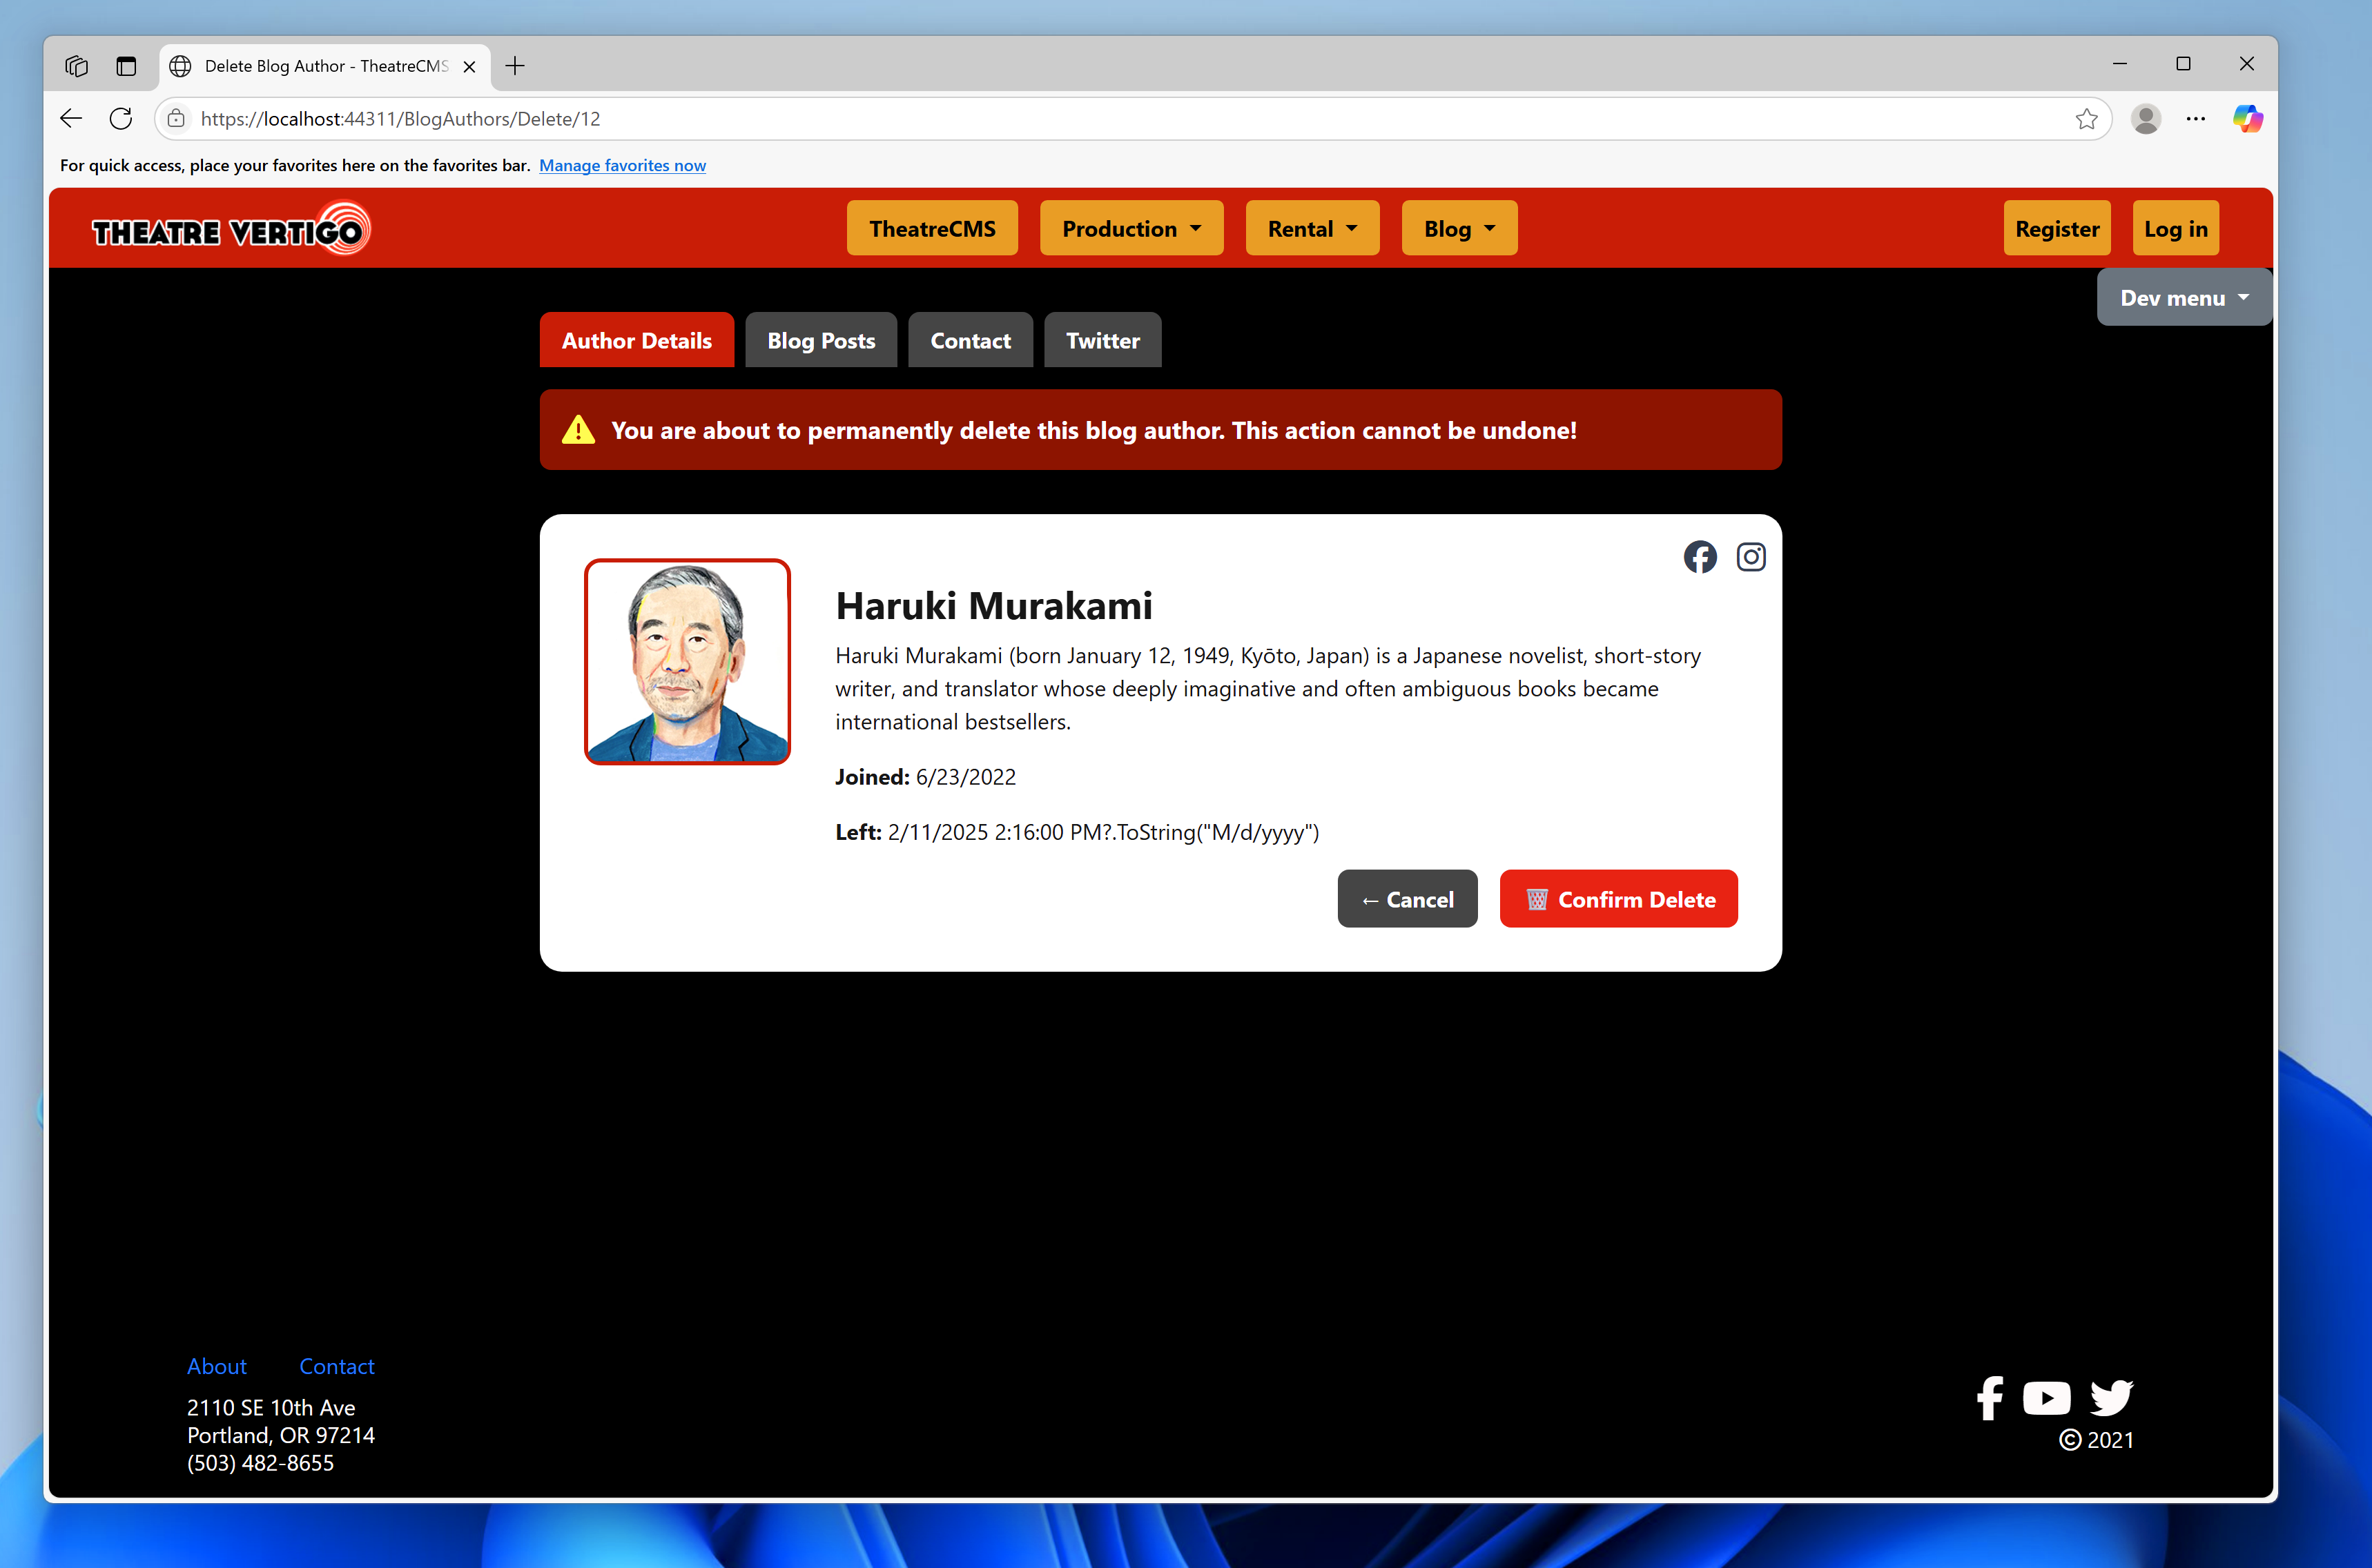 Delete Blog Author - TheatreCMS
https://localhost:44311/BlogAuthors/Delete/12
For quick access, place your favorites here on the favorites bar. Manage favorites now
THEATRE VERTIGO
TheatreCMS
Production
Rental
Blog
Register
Log in
Dev menu
Author Details
Blog Posts
Contact
Twitter
You are about to permanently delete this blog author. This action cannot be undone!
Haruki Murakami
Haruki Murakami (born January 12, 1949, Kyōto, Japan) is a Japanese novelist, short-story
writer, and translator whose deeply imaginative and often ambiguous books became
international bestsellers.
Joined: 6/23/2022
Left: 2/11/2025 2:16:00 PM?.ToString("M/d/yyyy")
← Cancel
Confirm Delete
About
Contact
2110 SE 10th Ave
Portland, OR 97214
(503) 482-8655
© 2021